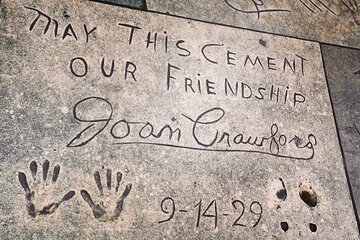 May This Cement
Our Friendship.
Joan Crawford
9-14-29